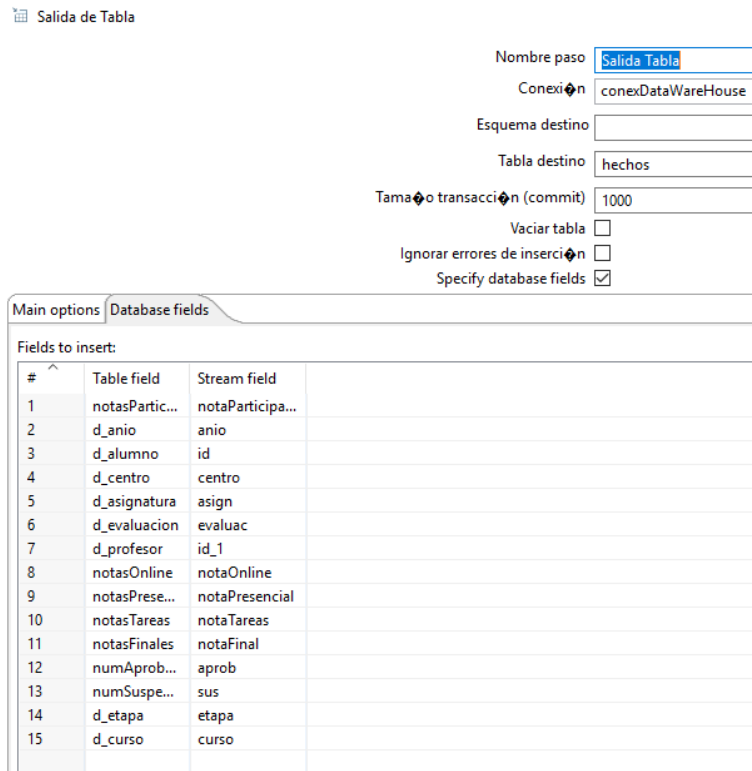 Salida de Tabla
Nombre paso Salida Tabla
Conexi�n conexDataWareHouse
Esquema destino
Tabla destino hechos
Tama�o transacci�n (commit) 1000
Vaciar tabla
Ignorar errores de inserci�n
Specify database fields
Main options Database fields
Fields to insert:
# Table field Stream field
1 notasPartic... notaParticipa...
2 d_anio anio
3 d_alumno id
4 d_centro centro
5 d_asignatura asign
6 d_evaluacion evaluac
7 d_profesor id_1
8 notasOnline notaOnline
9 notasPrese... notaPresencial
10 notasTareas notaTareas
11 notasFinales notaFinal
12 numAprob... aprob
13 numSuspe... sus
14 d_etapa etapa
15 d_curso curso